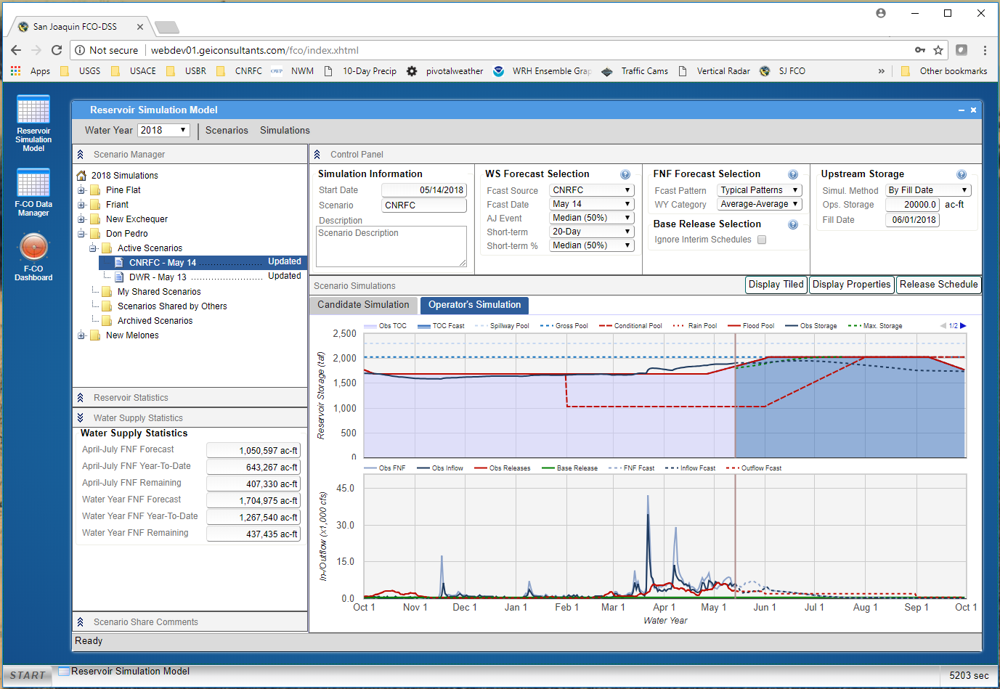 San Joaquin FCO-DSS
Not secure webdev01.geiconsultants.com/fco/index.xhtml
Apps USGS USACE USBR CNRFC OWP NWM 10-Day Precip pivotalweather WRH Ensemble Grap Traffic Cams Vertical Radar SJ FCO » Other bookmarks
Reservoir Simulation Model
F-CO Data Manager
F-CO Dashboard
Reservoir Simulation Model
Water Year 2018 Scenarios Simulations
Scenario Manager
2018 Simulations
Pine Flat
Friant
New Exchequer
Don Pedro
Active Scenarios
CNRFC - May 14 Updated
DWR - May 13 Updated
My Shared Scenarios
Scenarios Shared by Others
Archived Scenarios
New Melones
Reservoir Statistics
Water Supply Statistics
Water Supply Statistics
April-July FNF Forecast 1,050,597 ac-ft
April-July FNF Year-To-Date 643,267 ac-ft
April-July FNF Remaining 407,330 ac-ft
Water Year FNF Forecast 1,704,975 ac-ft
Water Year FNF Year-To-Date 1,267,540 ac-ft
Water Year FNF Remaining 437,435 ac-ft
Scenario Share Comments
Control Panel
Simulation Information
Start Date 05/14/2018
Scenario CNRFC
Description
Scenario Description
WS Forecast Selection
Fcast Source CNRFC
Fcast Date May 14
AJ Event Median (50%)
Short-term 20-Day
Short-term % Median (50%)
FNF Forecast Selection
Fcast Pattern Typical Patterns
WY Category Average-Average
Base Release Selection
Ignore Interim Schedules
Upstream Storage
Simul. Method By Fill Date
Ops. Storage 20000.0 ac-ft
Fill Date 06/01/2018
Scenario Simulations Display Tiled Display Properties Release Schedule
Candidate Simulation Operator's Simulation
Obs TOC TOC Fcast Spillway Pool Gross Pool Conditional Pool Rain Pool Flood Pool Obs Storage Max. Storage 1/2
Reservoir Storage (taf)
2,500
2,000
1,500
1,000
500
0
Obs FNF Obs Inflow Obs Releases Base Release FNF Fcast Inflow Fcast Outflow Fcast
In-/Outflow (x1,000 cfs)
45.0
30.0
15.0
0.0
Oct 1 Nov 1 Dec 1 Jan 1 Feb 1 Mar 1 Apr 1 May 1 Jun 1 Jul 1 Aug 1 Sep 1 Oct 1
Water Year
Ready
START Reservoir Simulation Model 5203 sec